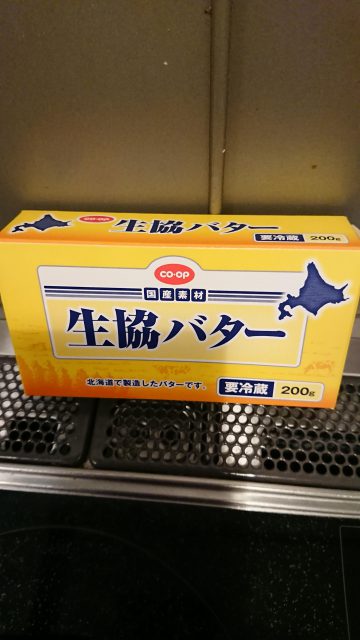 CO・OP
生協バター
要冷蔵 200g
CO・OP
国産素材
生協バター
北海道で製造したバターです。
要冷蔵 200g